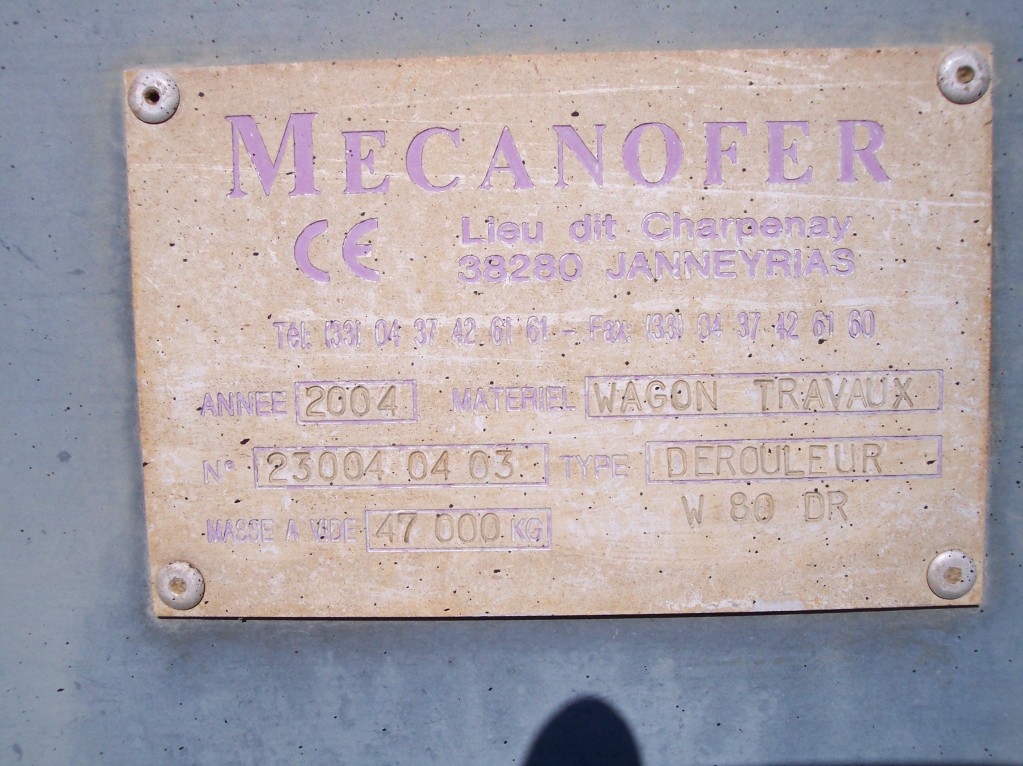 MECANOFER
CE Lieu dit Charpenay
38280 JANNEYRIAS
Tél: (33) 04 37 42 61 61 - Fax: (33) 04 37 42 61 60
ANNEE 2004 MATERIEL WAGON TRAVAUX
N° 23004 04 03 TYPE DEROULEUR
W 80 DR
MASSE A VIDE 47 000 KG